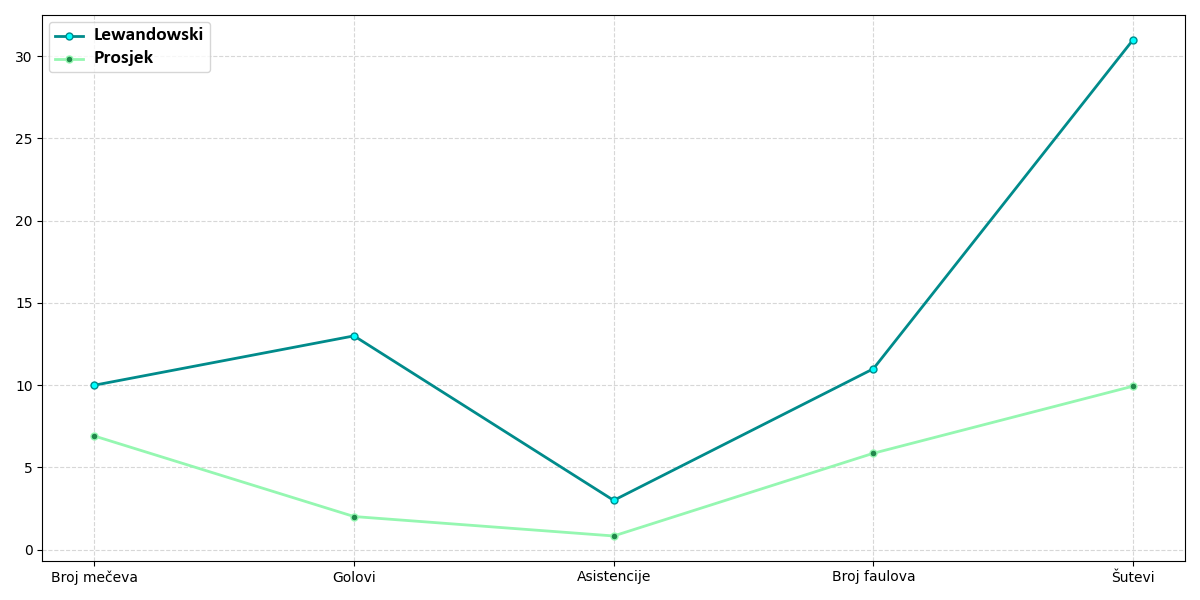 Lewandowski
Prosjek
30
25
20
15
10
5
0
Broj mečeva
Golovi
Asistencije
Broj faulova
Šutevi